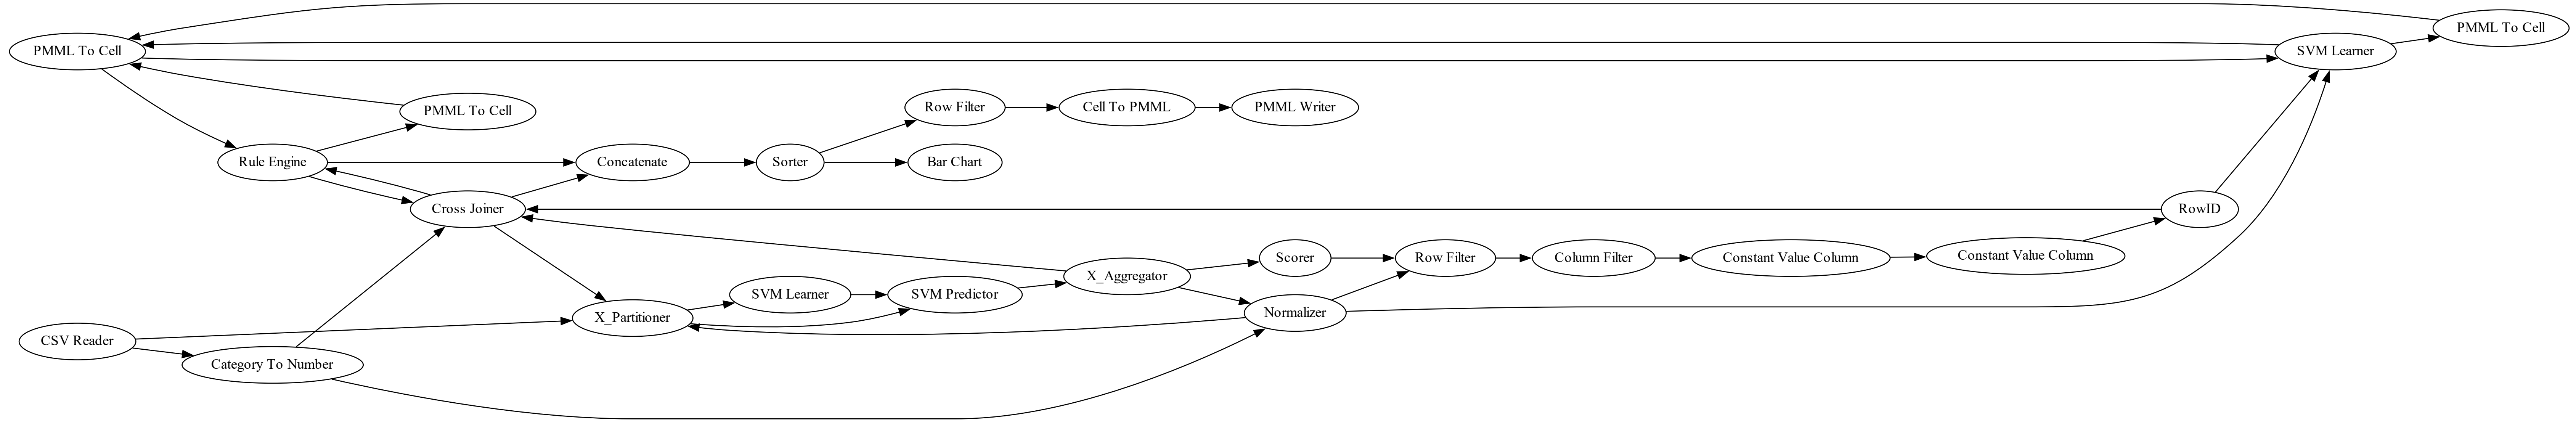 PMML To Cell
PMML To Cell
SVM Learner
PMML To Cell
Row Filter
Cell To PMML
PMML Writer
Rule Engine
Concatenate
Sorter
Bar Chart
Cross Joiner
RowID
X_Aggregator
Scorer
Row Filter
Column Filter
Constant Value Column
Constant Value Column
SVM Learner
SVM Predictor
X_Partitioner
Normalizer
CSV Reader
Category To Number